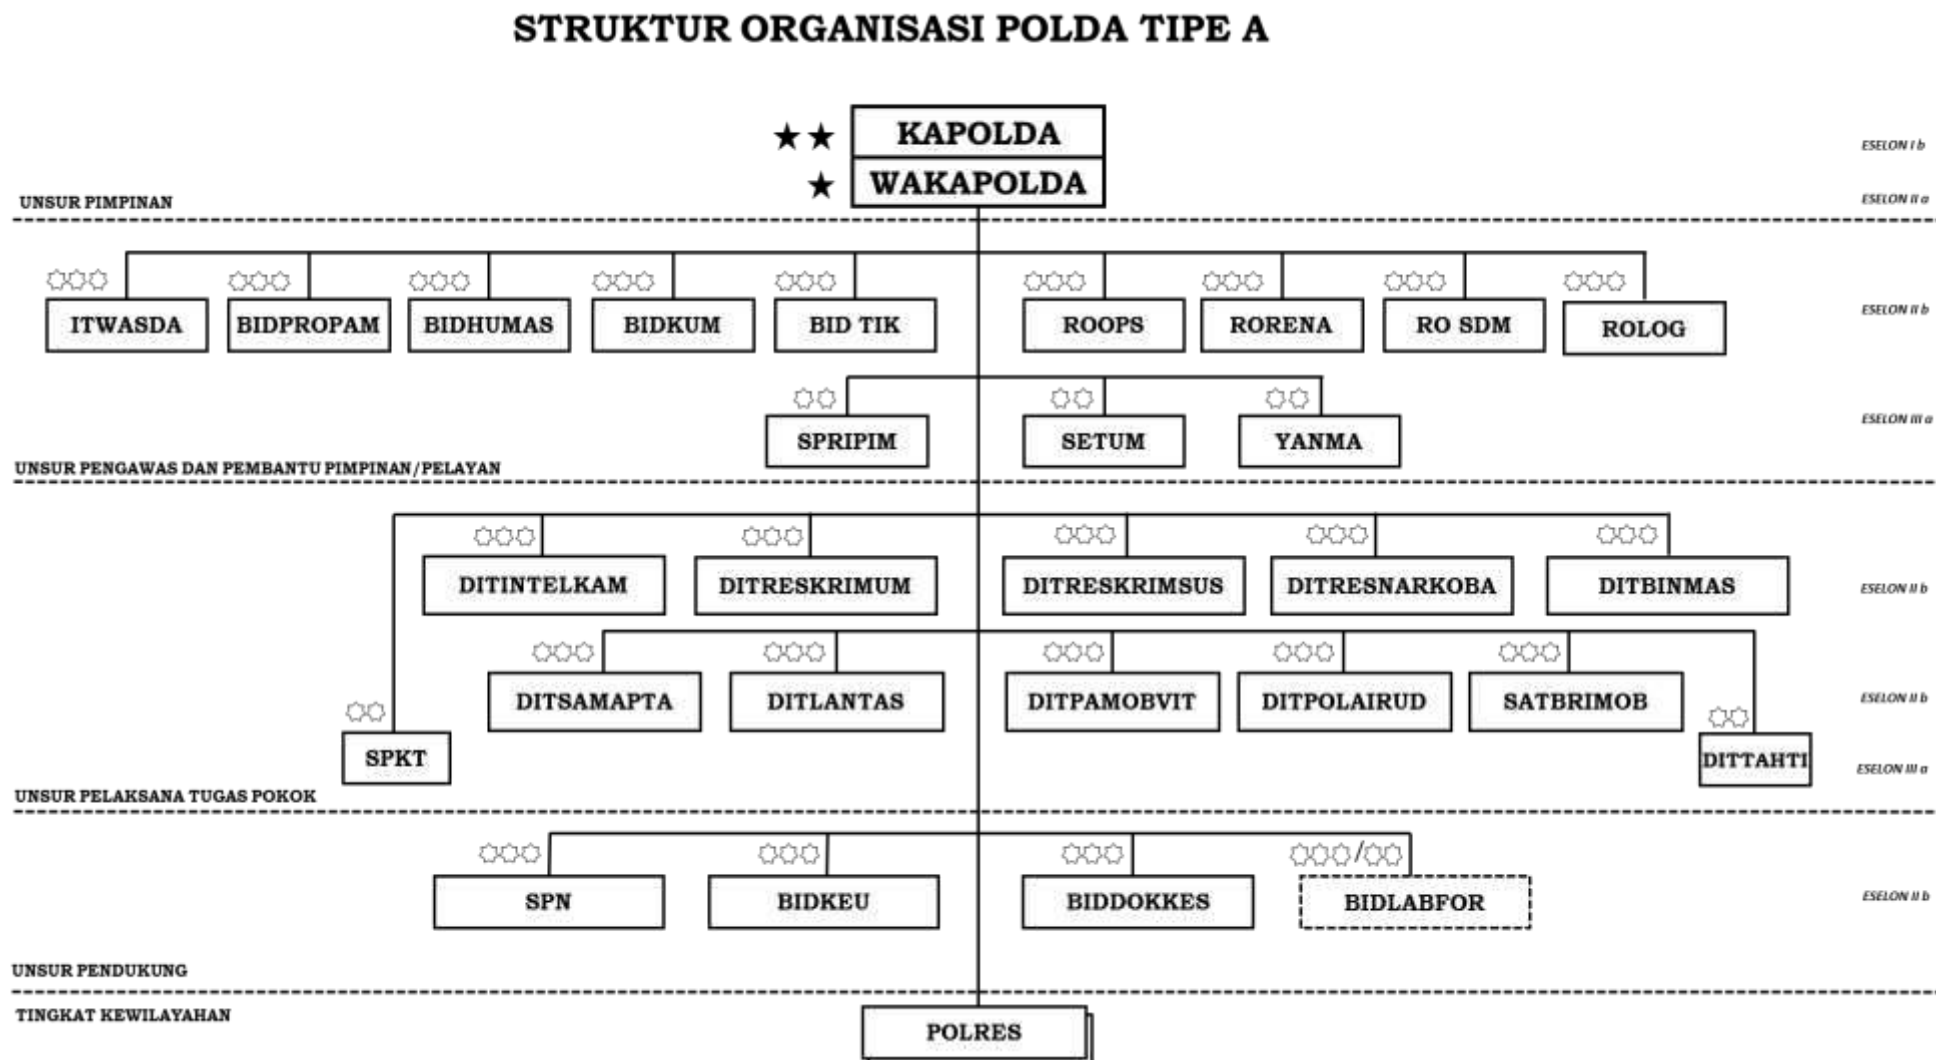 STRUKTUR ORGANISASI POLDA TIPE A
KAPOLDA
ESELON I b
WAKAPOLDA
UNSUR PIMPINAN
ESELON II a
ITWASDA
BIDPROPAM
BIDHUMAS
BIDKUM
BID TIK
ROOPS
RORENA
RO SDM
ROLOG
ESELON II b
SPRIPIM
SETUM
YANMA
ESELON III a
UNSUR PENGAWAS DAN PEMBANTU PIMPINAN/PELAYAN
DITINTELKAM
DITRESKRIMUM
DITRESKRIMSUS
DITRESNARKOBA
DITBINMAS
ESELON II b
DITSAMAPTA
DITLANTAS
DITPAMOBVIT
DITPOLAIRUD
SATBRIMOB
ESELON II b
SPKT
DITTAHTI
ESELON III a
UNSUR PELAKSANA TUGAS POKOK
/
SPN
BIDKEU
BIDDOKKES
BIDLABFOR
ESELON II b
UNSUR PENDUKUNG
TINGKAT KEWILAYAHAN
POLRES